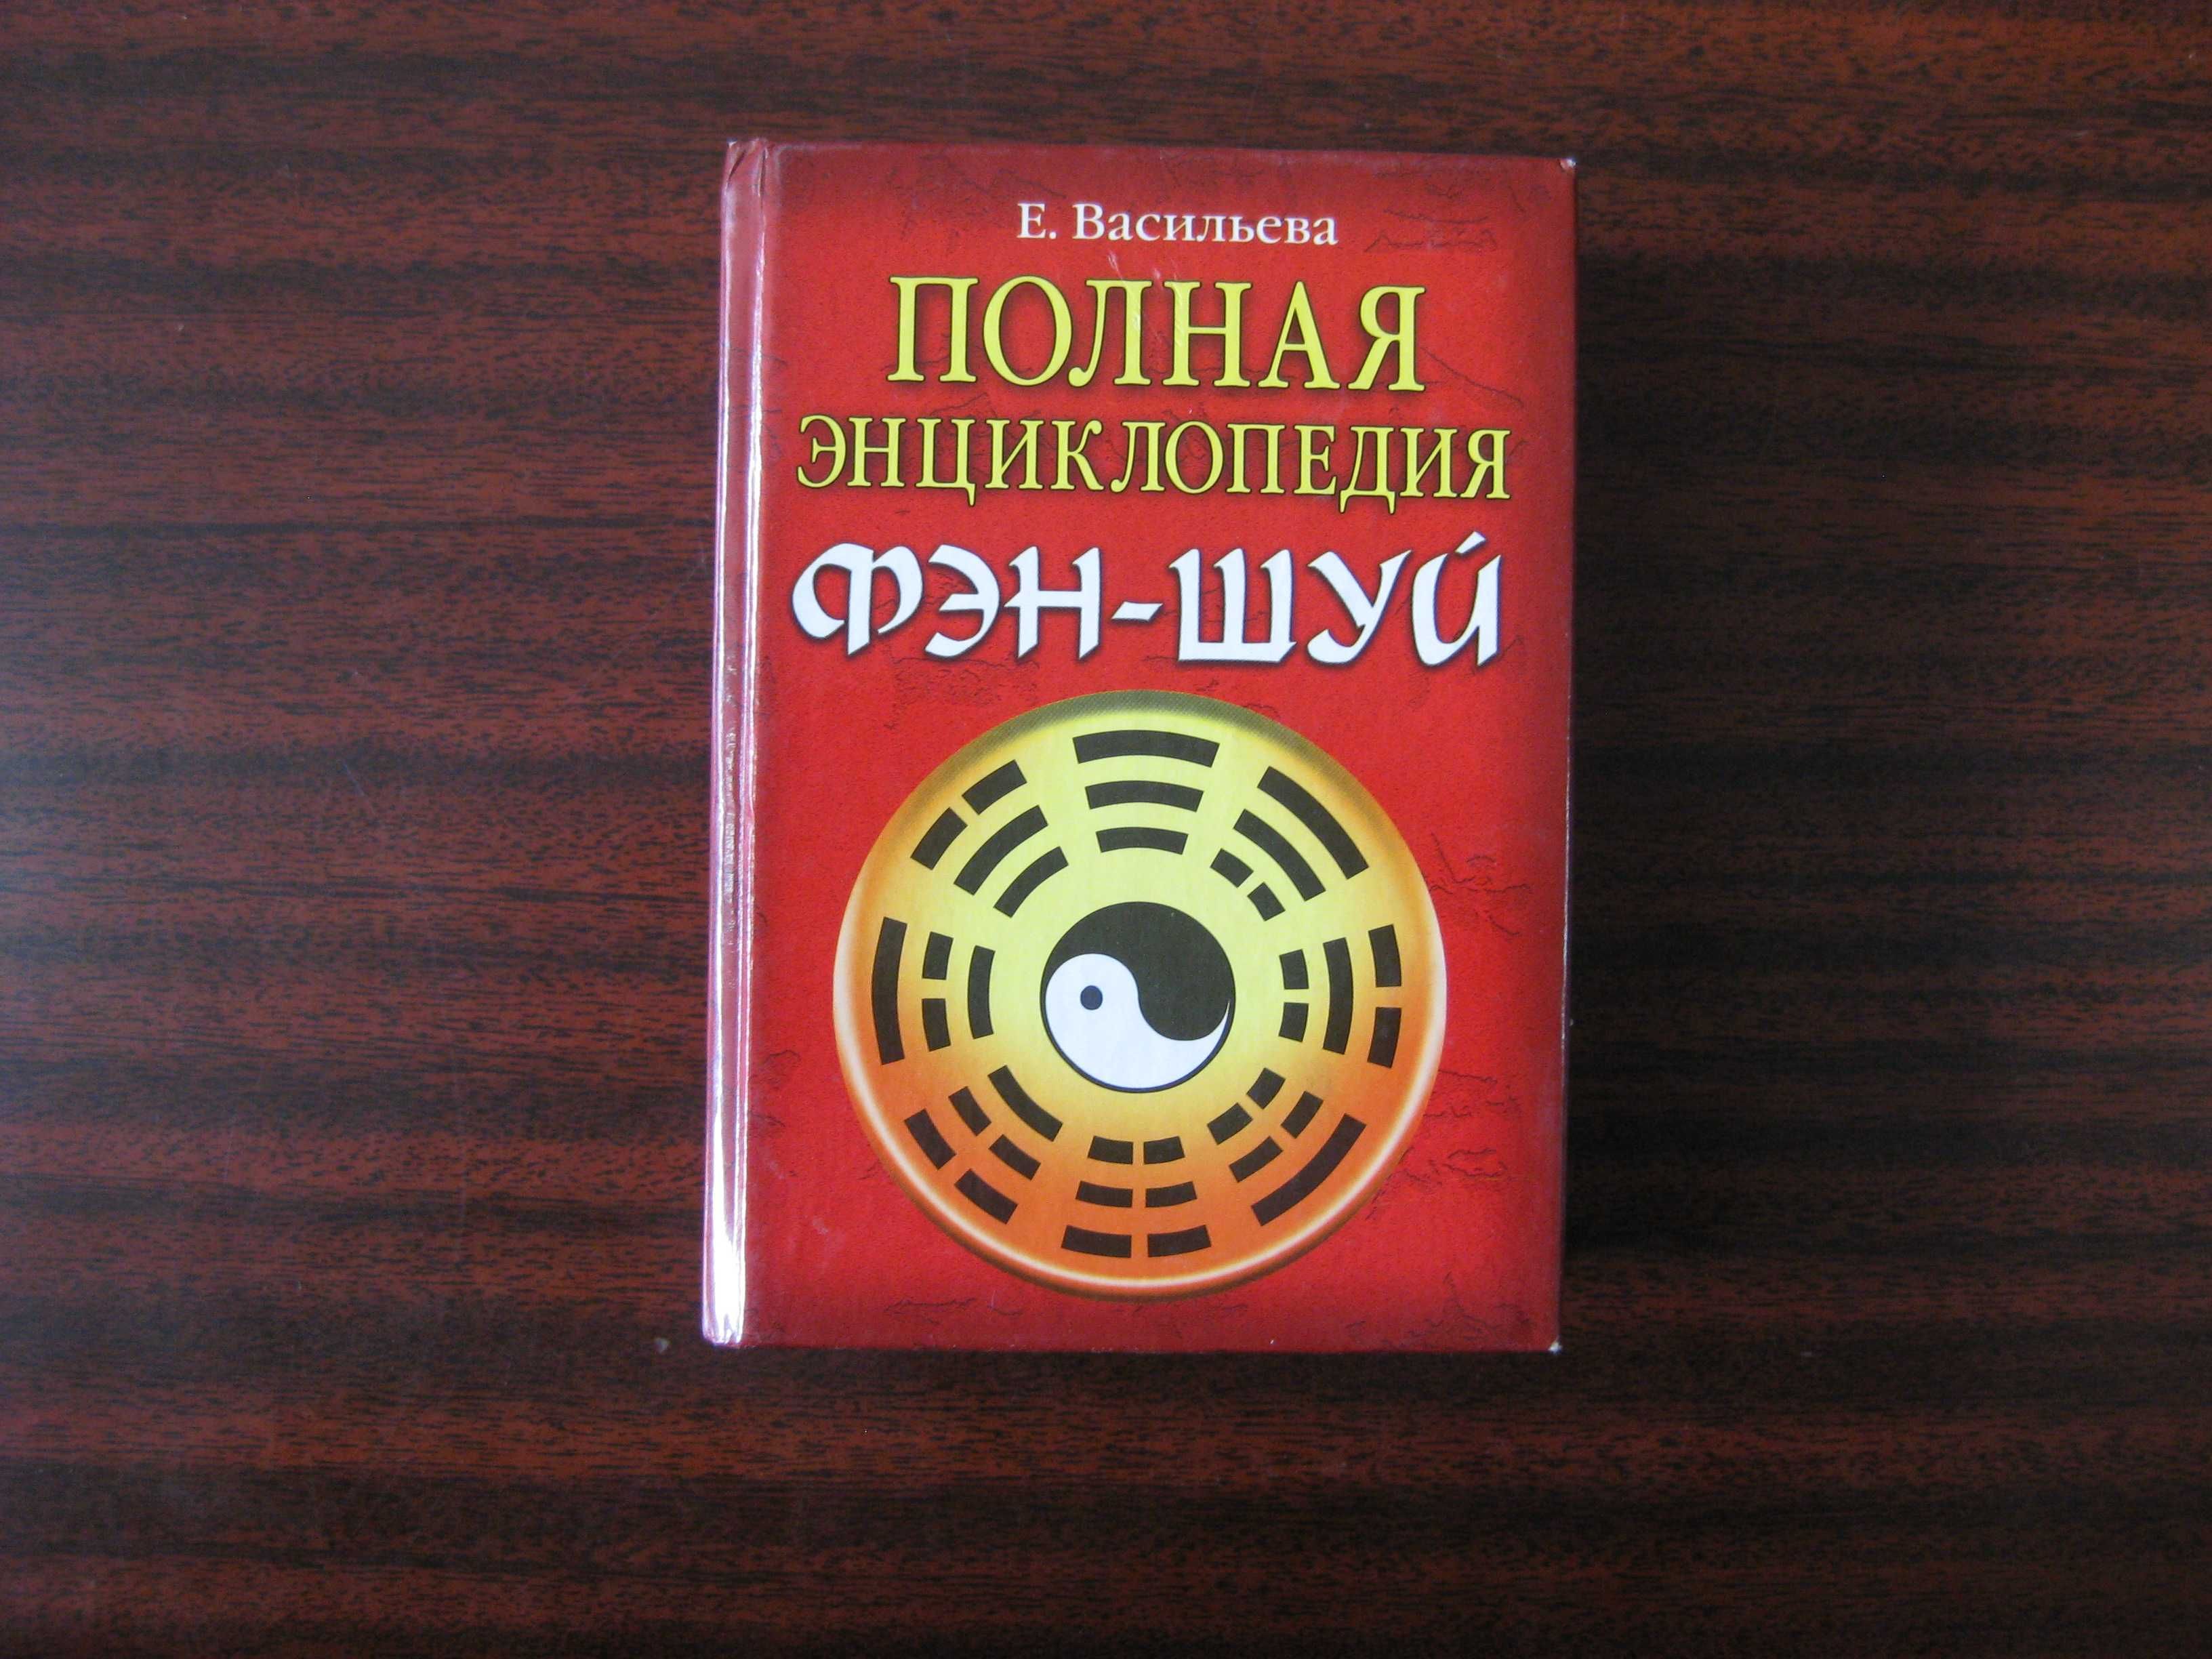 Е. Васильева
ПОЛНАЯ
ЭНЦИКЛОПЕДИЯ
ФЭН-ШУЙ